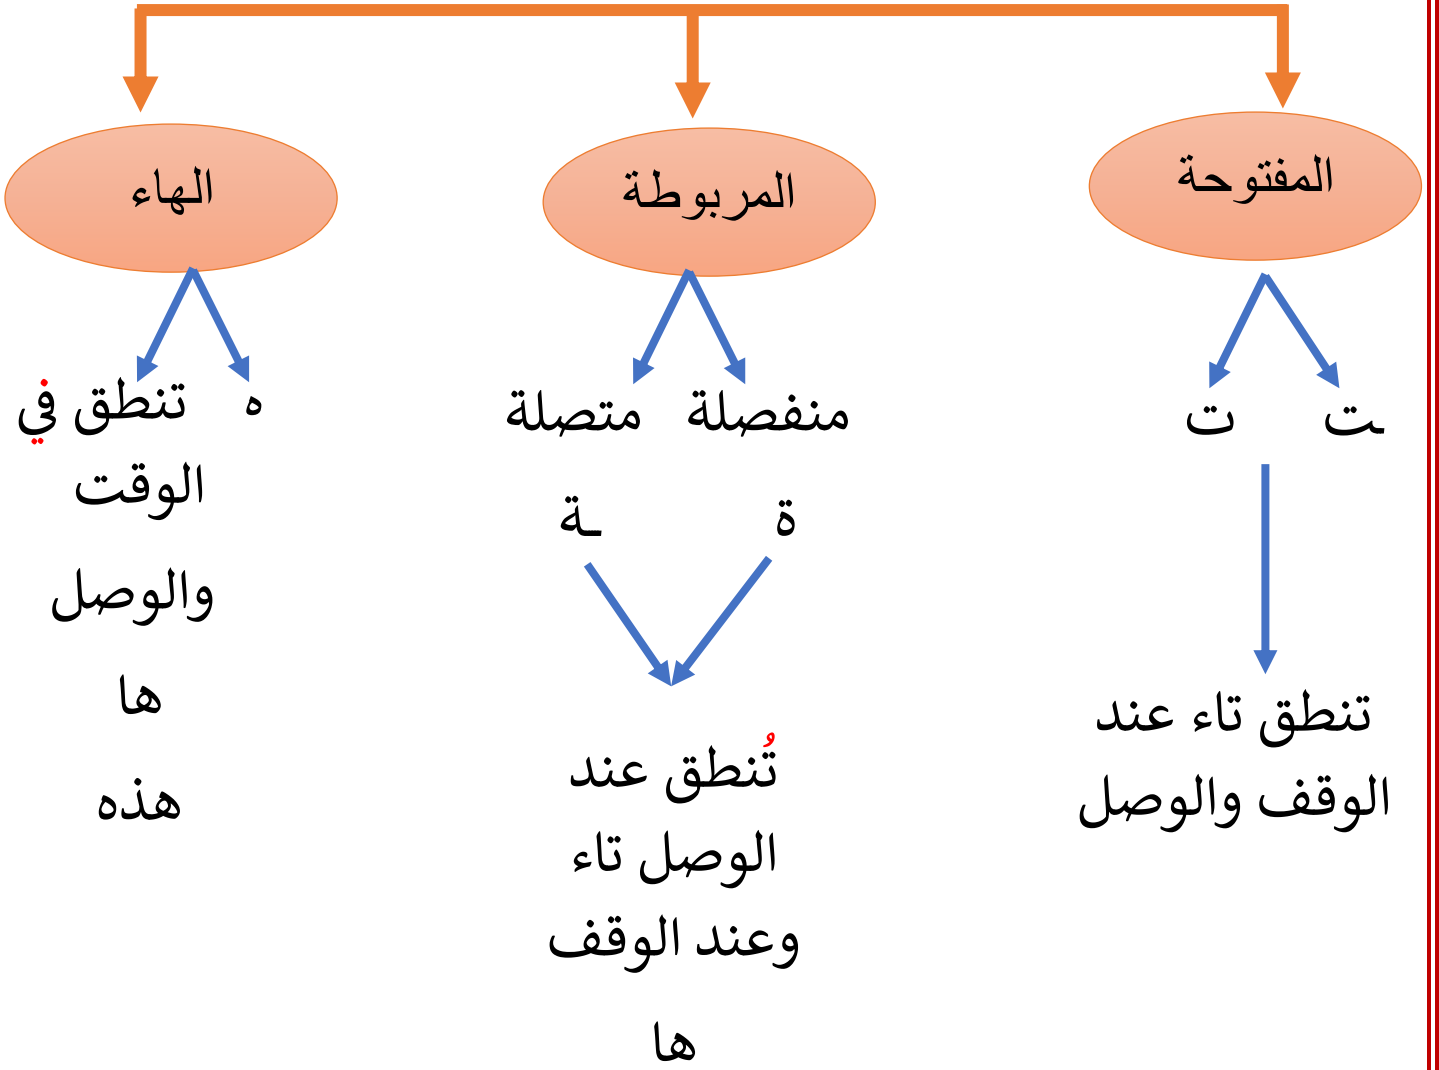 المفتوحة
ـت ت
تنطق تاء عند
الوقف والوصل
المربوطة
منفصلة متصلة
ة ـة
تُنطق عند
الوصل تاء
وعند الوقف
ها
الهاء
ه تنطق في
الوقت
والوصل
ها
هذه